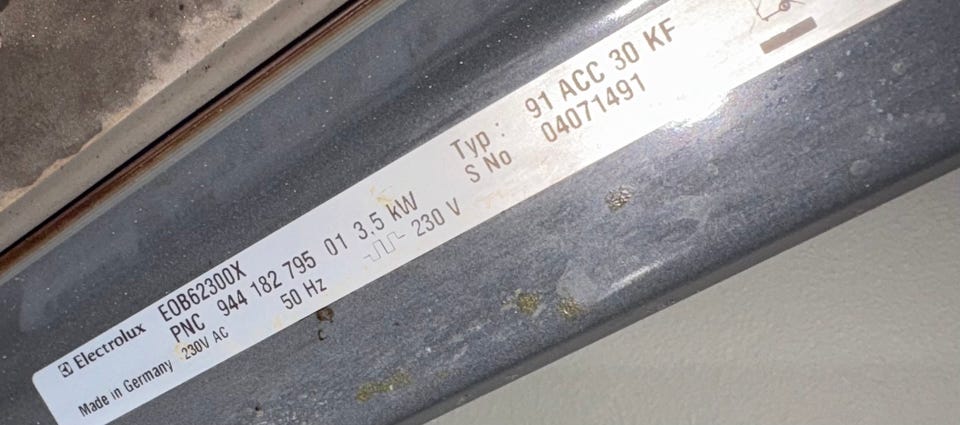 Electrolux EOB62300X
PNC 944 182 795 01 3,5 kW
Made in Germany 230V AC 50 Hz 230 V
Typ : 91 ACC 30 KF
S No 04071491